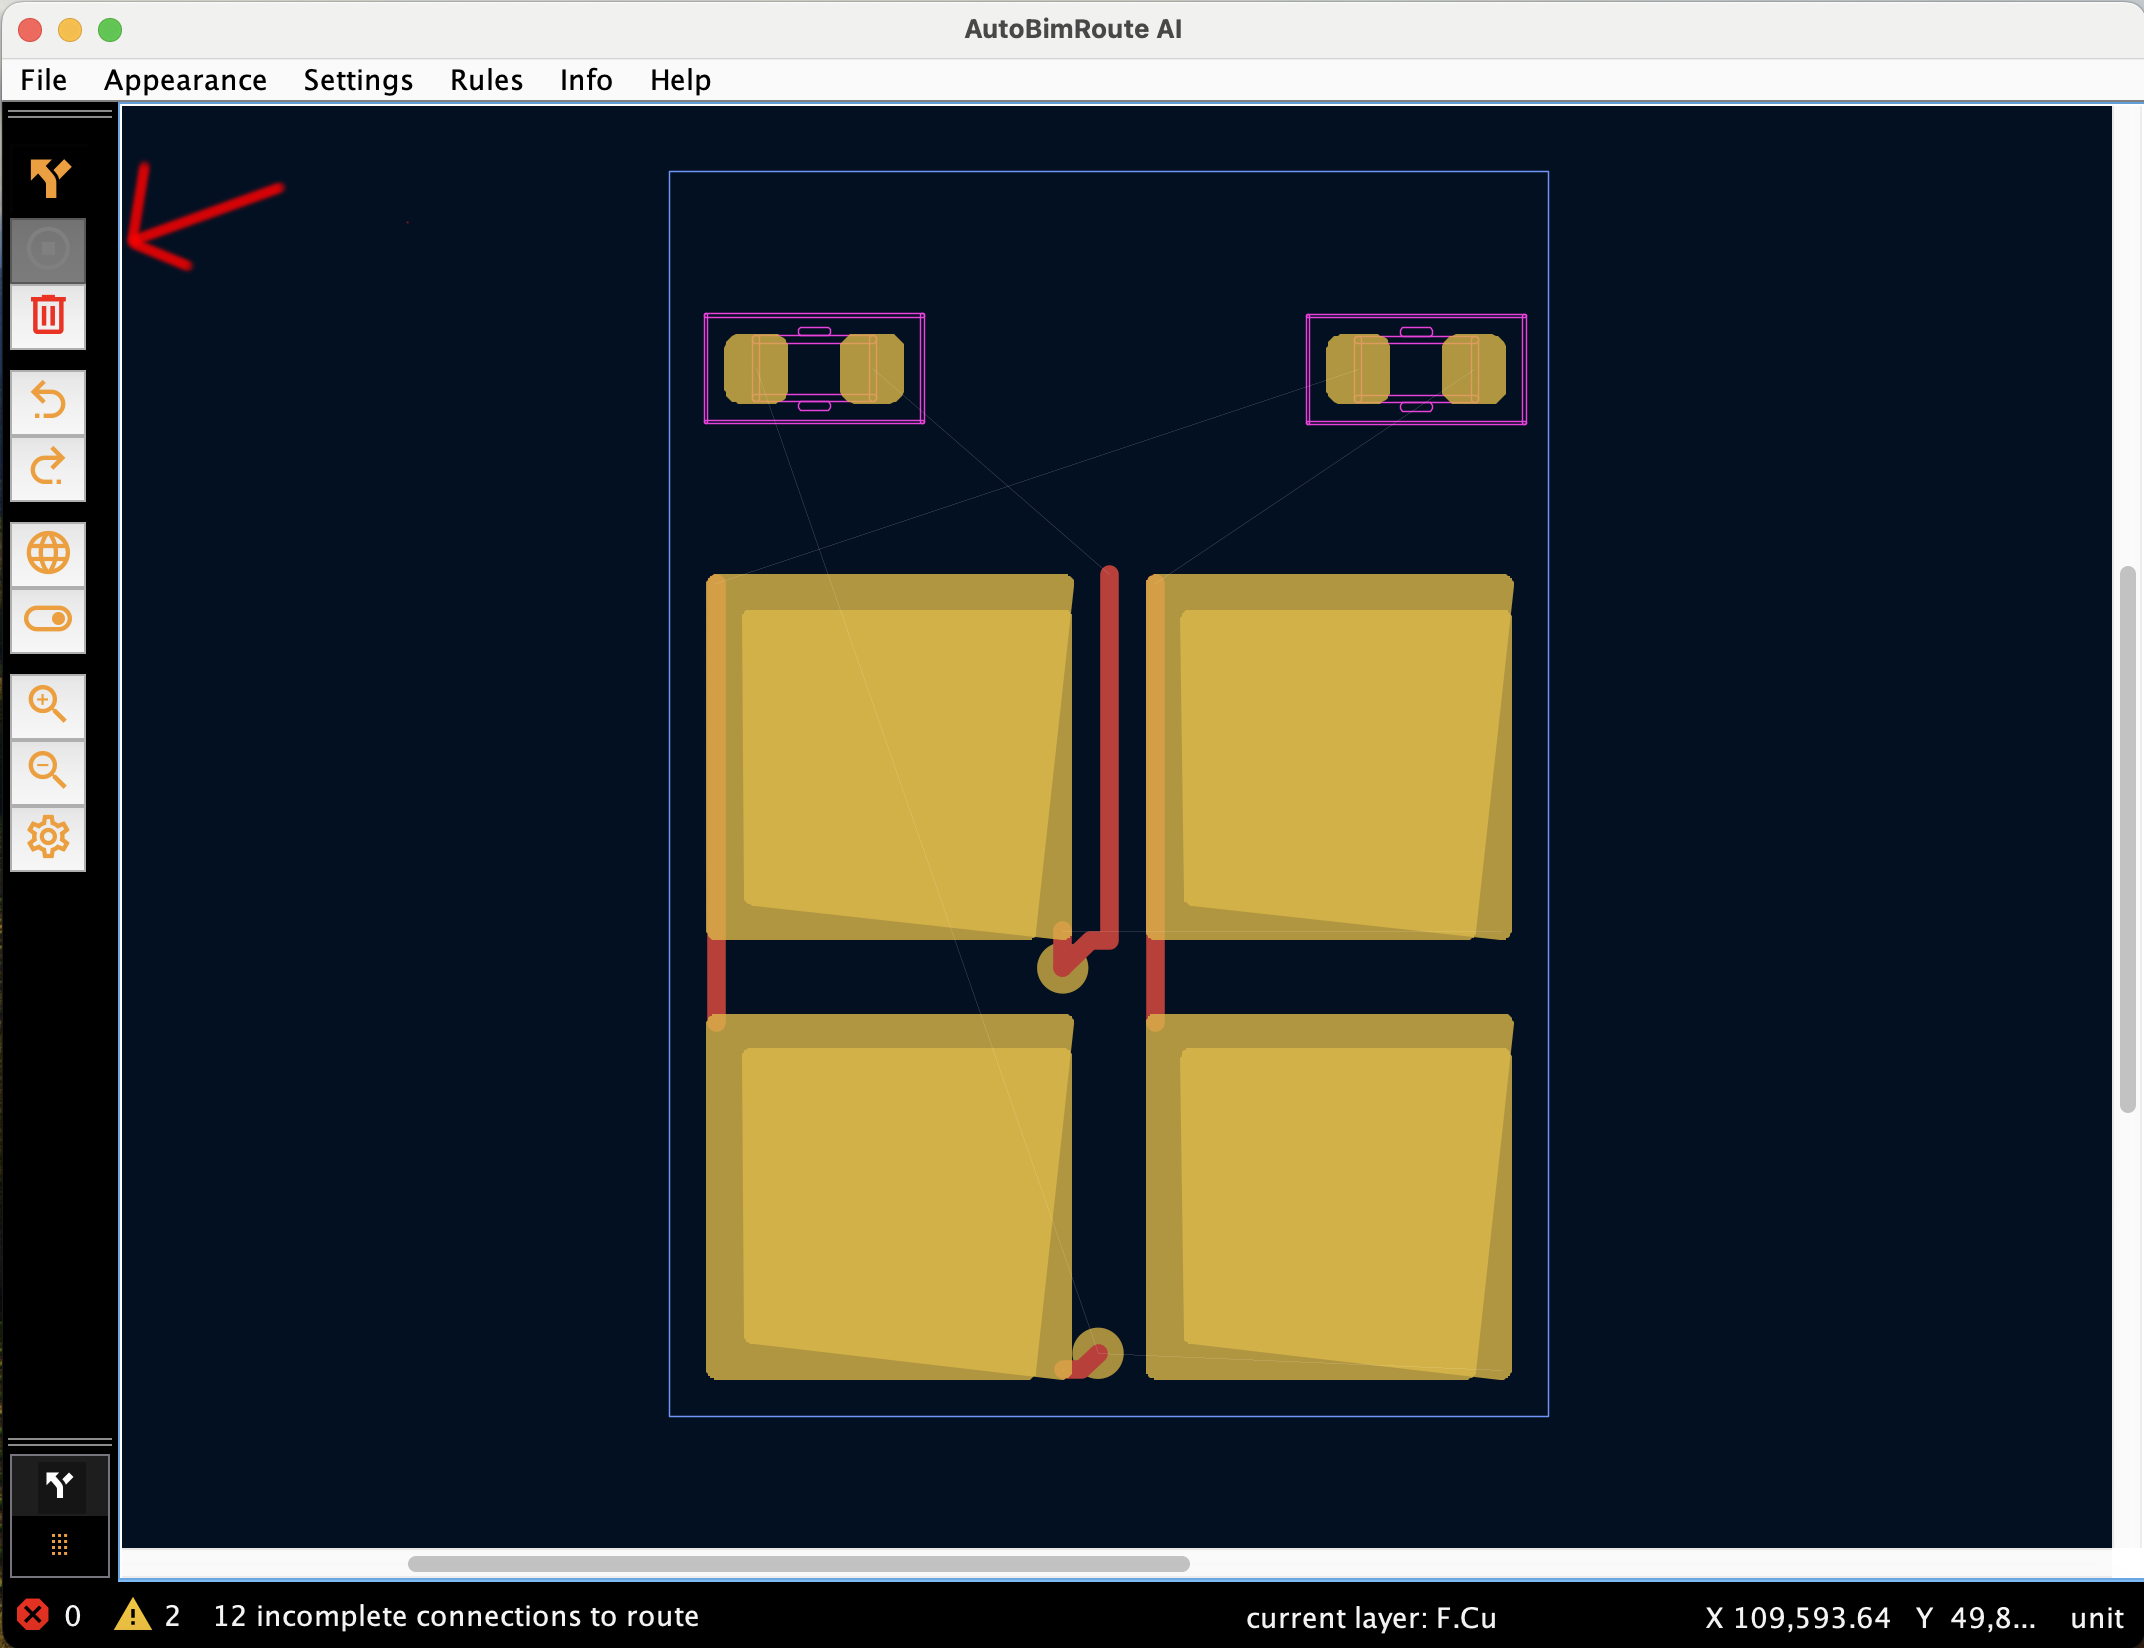 AutoBimRoute AI
File Appearance Settings Rules Info Help
0 2 12 incomplete connections to route current layer: F.Cu X 109,593.64 Y 49,8... unit